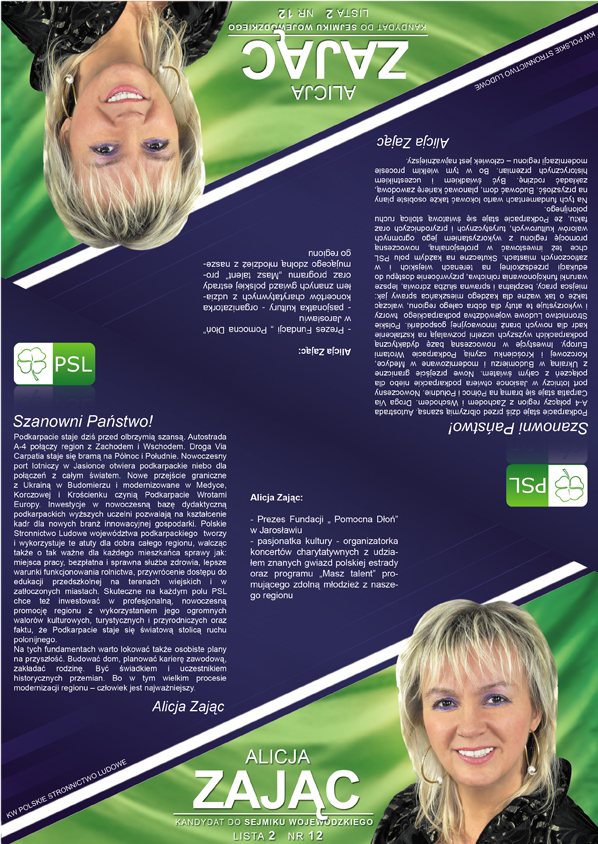 ALICJA
ZAJĄC
KANDYDAT DO SEJMIKU WOJEWÓDZKIEGO
LISTA 2 NR 12
KW POLSKIE STRONNICTWO LUDOWE
Szanowni Państwo!
Podkarpacie staje dziś przed olbrzymią szansą. Autostrada
A-4 połączy region z Zachodem i Wschodem. Droga Via
Carpatia staje się bramą na Północ i Południe. Nowoczesny
port lotniczy w Jasionce otwiera podkarpackie niebo dla
połączeń z całym światem. Nowe przejście graniczne
z Ukrainą w Budomierzu i modernizowane w Medyce,
Korczowej i Krościenku czynią Podkarpacie Wrotami
Europy. Inwestycje w nowoczesną bazę dydaktyczną
podkarpackich wyższych uczelni pozwalają na kształcenie
kadr dla nowych branż innowacyjnej gospodarki. Polskie
Stronnictwo Ludowe województwa podkarpackiego tworzy
i wykorzystuje te atuty dla dobra całego regionu, walcząc
także o tak ważne dla każdego mieszkańca sprawy jak:
miejsca pracy, bezpłatna i sprawna służba zdrowia, lepsze
warunki funkcjonowania rolnictwa, przywrócenie dostępu do
edukacji przedszkolnej na terenach wiejskich i w
zatłoczonych miastach. Skuteczne na każdym polu PSL
chce też inwestować w profesjonalną, nowoczesną
promocję regionu z wykorzystaniem jego ogromnych
walorów kulturowych, turystycznych i przyrodniczych oraz
faktu, że Podkarpacie staje się światową stolicą ruchu
polonijnego.
Na tych fundamentach warto lokować także osobiste plany
na przyszłość. Budować dom, planować karierę zawodową,
zakładać rodzinę. Być świadkiem i uczestnikiem
historycznych przemian. Bo w tym wielkim procesie
modernizacji regionu – człowiek jest najważniejszy.
Alicja Zając
Alicja Zając:
- Prezes Fundacji „ Pomocna Dłoń”
w Jarosławiu
- pasjonatka kultury - organizatorka
koncertów charytatywnych z udzia-
łem znanych gwiazd polskiej estrady
oraz programu „Masz talent” pro-
mującego zdolną młodzież z nasze-
go regionu
PSL
PSL
Szanowni Państwo!
Podkarpacie staje dziś przed olbrzymią szansą. Autostrada
A-4 połączy region z Zachodem i Wschodem. Droga Via
Carpatia staje się bramą na Północ i Południe. Nowoczesny
port lotniczy w Jasionce otwiera podkarpackie niebo dla
połączeń z całym światem. Nowe przejście graniczne
z Ukrainą w Budomierzu i modernizowane w Medyce,
Korczowej i Krościenku czynią Podkarpacie Wrotami
Europy. Inwestycje w nowoczesną bazę dydaktyczną
podkarpackich wyższych uczelni pozwalają na kształcenie
kadr dla nowych branż innowacyjnej gospodarki. Polskie
Stronnictwo Ludowe województwa podkarpackiego tworzy
i wykorzystuje te atuty dla dobra całego regionu, walcząc
także o tak ważne dla każdego mieszkańca sprawy jak:
miejsca pracy, bezpłatna i sprawna służba zdrowia, lepsze
warunki funkcjonowania rolnictwa, przywrócenie dostępu do
edukacji przedszkolnej na terenach wiejskich i w
zatłoczonych miastach. Skuteczne na każdym polu PSL
chce też inwestować w profesjonalną, nowoczesną
promocję regionu z wykorzystaniem jego ogromnych
walorów kulturowych, turystycznych i przyrodniczych oraz
faktu, że Podkarpacie staje się światową stolicą ruchu
polonijnego.
Na tych fundamentach warto lokować także osobiste plany
na przyszłość. Budować dom, planować karierę zawodową,
zakładać rodzinę. Być świadkiem i uczestnikiem
historycznych przemian. Bo w tym wielkim procesie
modernizacji regionu – człowiek jest najważniejszy.
Alicja Zając
Alicja Zając:
- Prezes Fundacji „ Pomocna Dłoń”
w Jarosławiu
- pasjonatka kultury - organizatorka
koncertów charytatywnych z udzia-
łem znanych gwiazd polskiej estrady
oraz programu „Masz talent” pro-
mującego zdolną młodzież z nasze-
go regionu
KW POLSKIE STRONNICTWO LUDOWE
ALICJA
ZAJĄC
KANDYDAT DO SEJMIKU WOJEWÓDZKIEGO
LISTA 2 NR 12